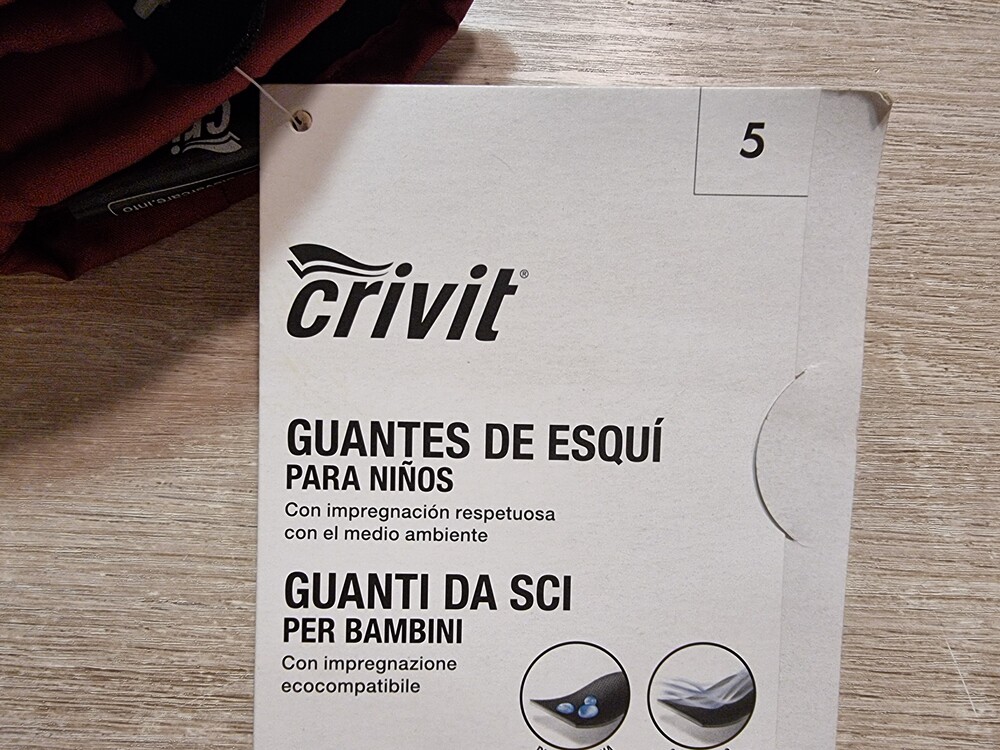 5
crivit®
GUANTES DE ESQUÍ
PARA NIÑOS
Con impregnación respetuosa
con el medio ambiente
GUANTI DA SCI
PER BAMBINI
Con impregnazione
ecocompatibile